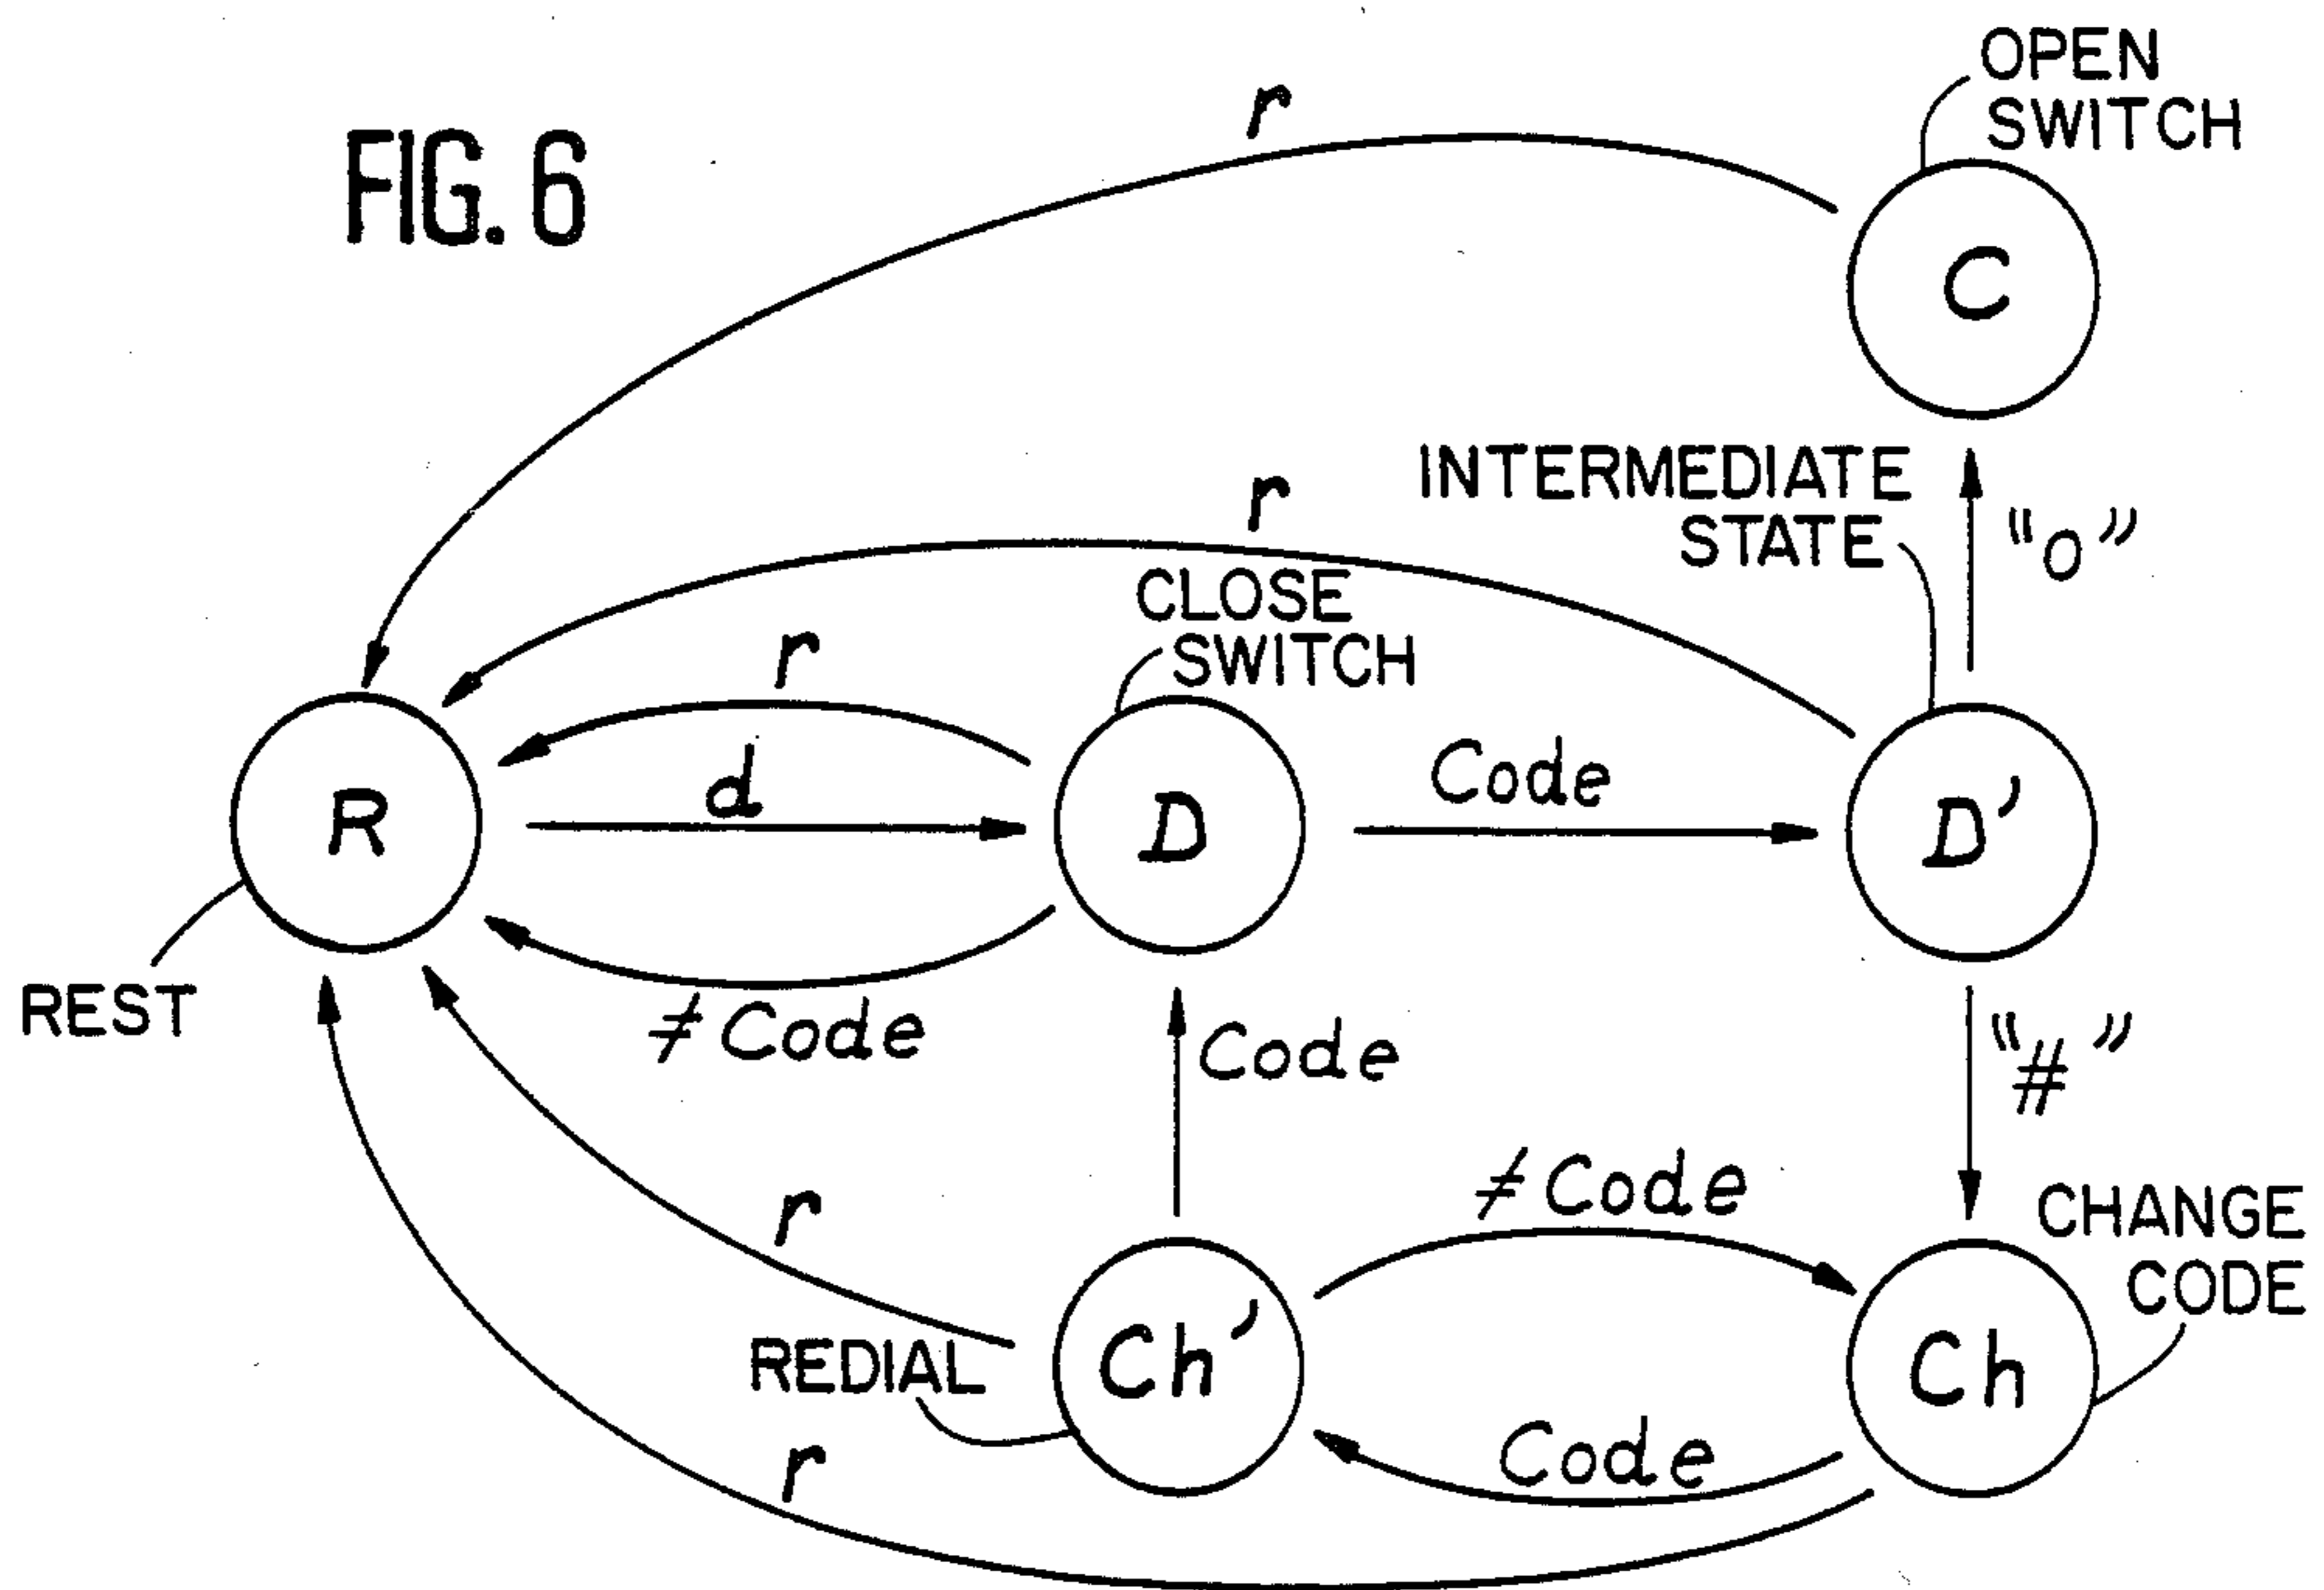 FIG. 6
OPEN
SWITCH
r
C
INTERMEDIATE
STATE
"0"
r
CLOSE
SWITCH
r
d
Code
R
D
D'
REST
≠ Code
Code
"#"
≠ Code
CHANGE
CODE
r
REDIAL
Ch'
Ch
Code
r